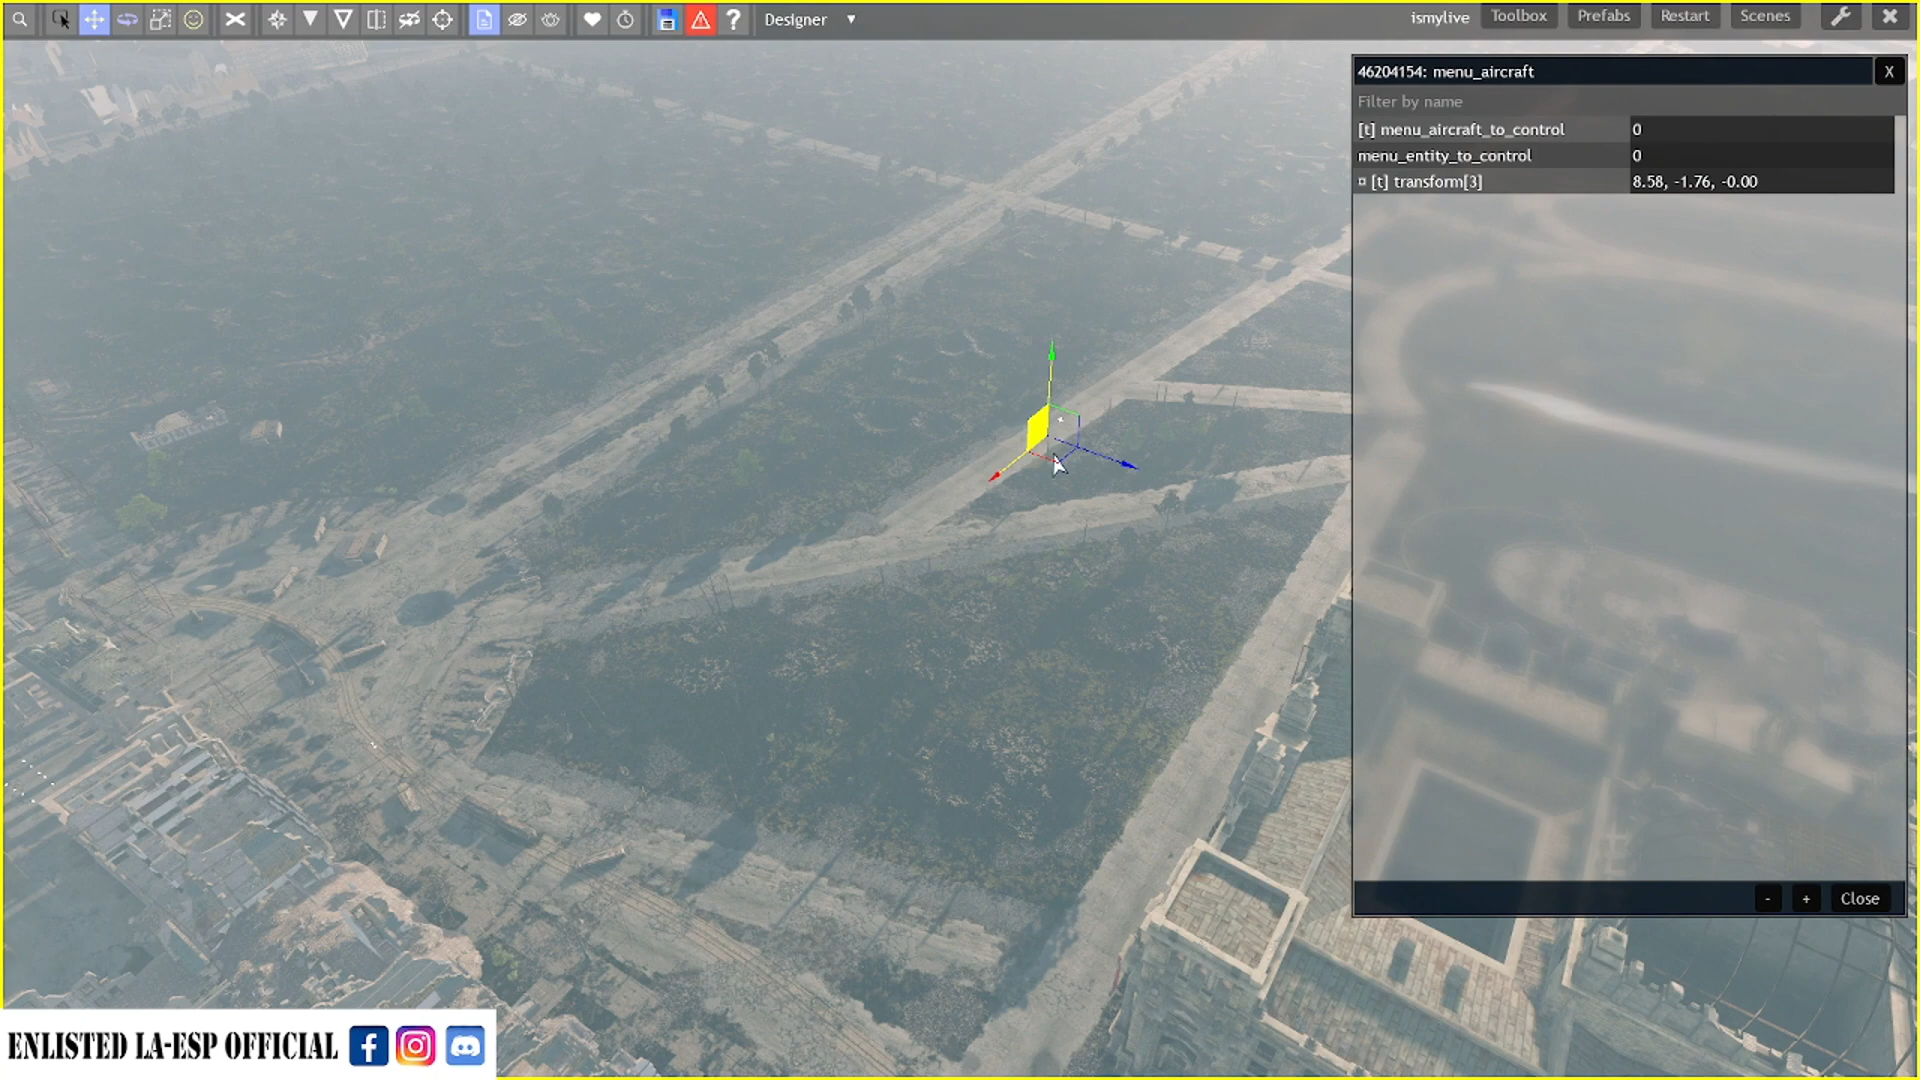 Designer ▼
ismylive Toolbox Prefabs Restart Scenes
46204154: menu_aircraft X
Filter by name
[t] menu_aircraft_to_control 0
menu_entity_to_control 0
[t] transform[3] 8.58, -1.76, -0.00
- + Close
ENLISTED LA-ESP OFFICIAL